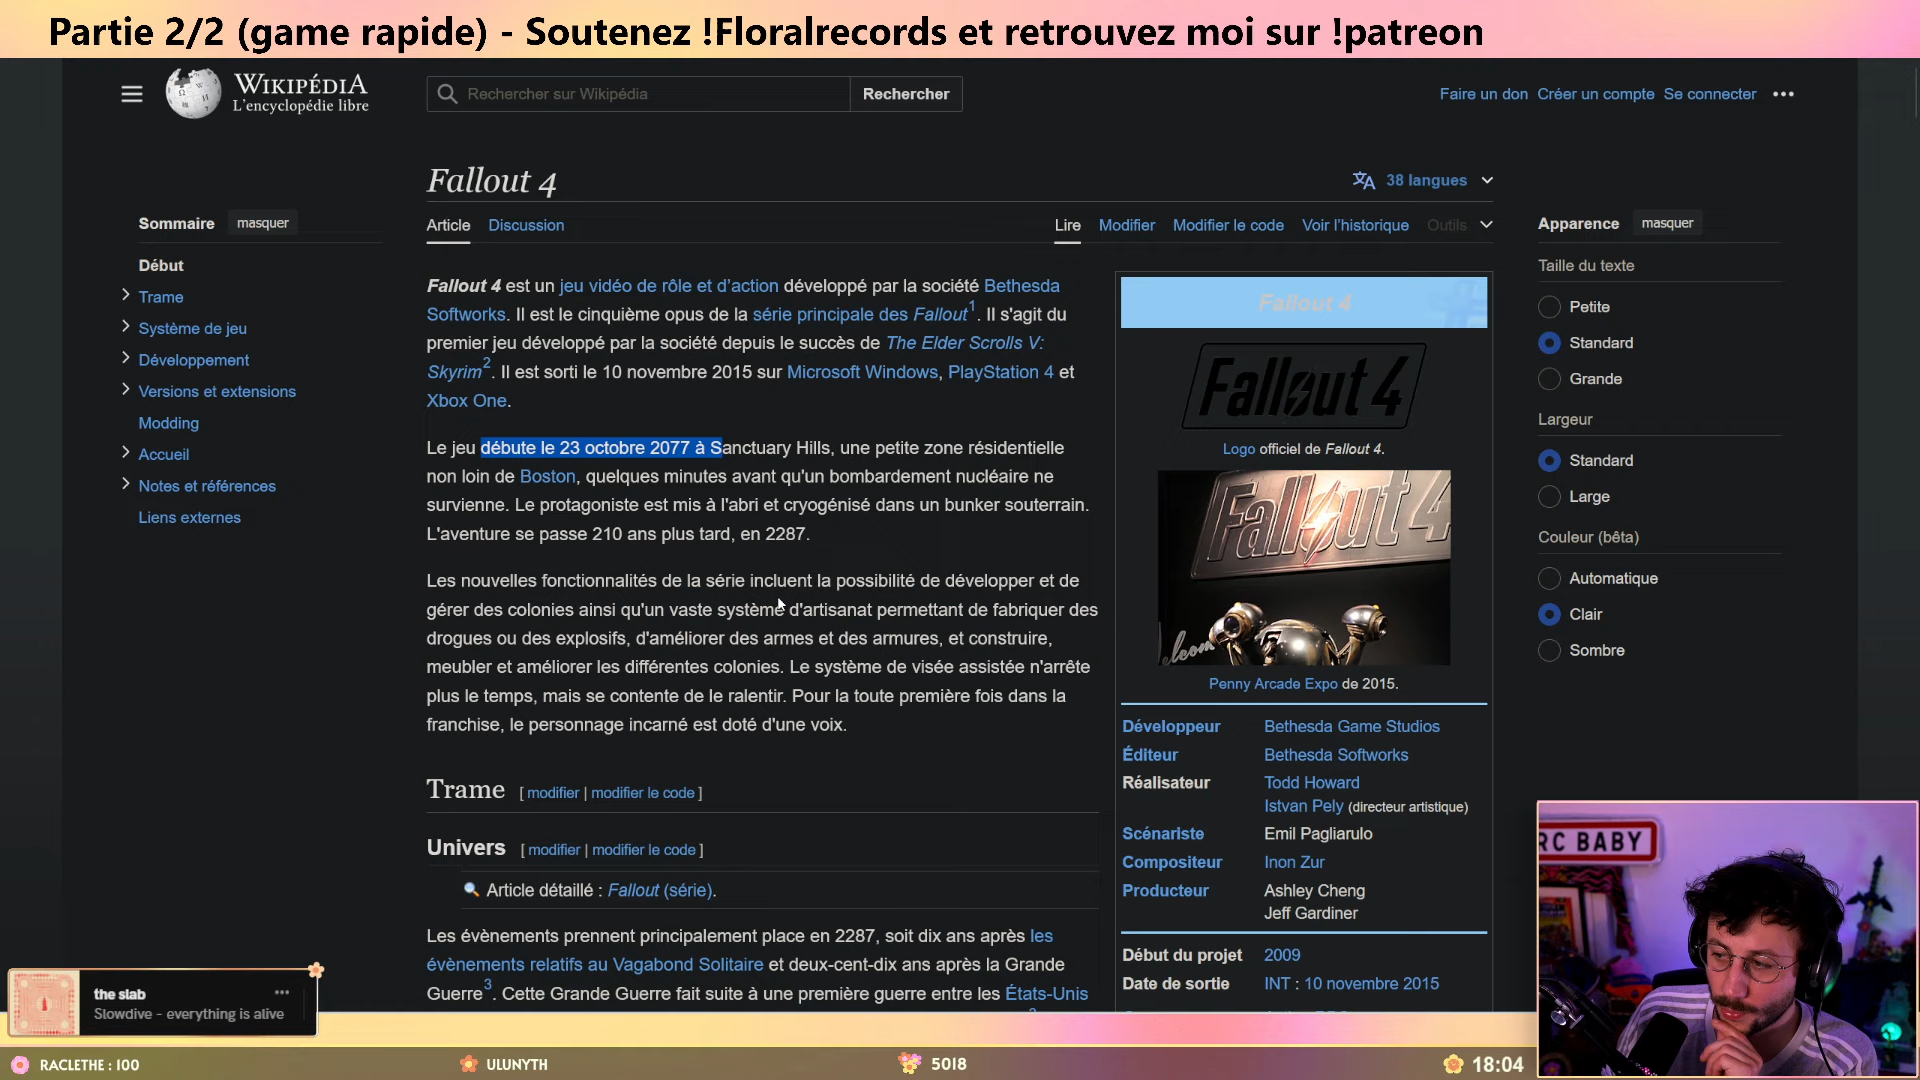 Partie 2/2 (game rapide) - Soutenez !Floralrecords et retrouvez moi sur !patreon
WIKIPÉDIA
L'encyclopédie libre
Rechercher sur Wikipédia
Rechercher
Faire un don
Créer un compte
Se connecter
Fallout 4
38 langues
Sommaire
masquer
Début
Trame
Système de jeu
Développement
Versions et extensions
Modding
Accueil
Notes et références
Liens externes
Article
Discussion
Lire
Modifier
Modifier le code
Voir l'historique
Outils
Fallout 4 est un jeu vidéo de rôle et d'action développé par la société Bethesda
Softworks. Il est le cinquième opus de la série principale des Fallout1. Il s'agit du
premier jeu développé par la société depuis le succès de The Elder Scrolls V:
Skyrim2. Il est sorti le 10 novembre 2015 sur Microsoft Windows, PlayStation 4 et
Xbox One.
Le jeu débute le 23 octobre 2077 à Sanctuary Hills, une petite zone résidentielle
non loin de Boston, quelques minutes avant qu'un bombardement nucléaire ne
survienne. Le protagoniste est mis à l'abri et cryogénisé dans un bunker souterrain.
L'aventure se passe 210 ans plus tard, en 2287.
Les nouvelles fonctionnalités de la série incluent la possibilité de développer et de
gérer des colonies ainsi qu'un vaste système d'artisanat permettant de fabriquer des
drogues ou des explosifs, d'améliorer des armes et des armures, et construire,
meubler et améliorer les différentes colonies. Le système de visée assistée n'arrête
plus le temps, mais se contente de le ralentir. Pour la toute première fois dans la
franchise, le personnage incarné est doté d'une voix.
Trame [ modifier | modifier le code ]
Univers [ modifier | modifier le code ]
Article détaillé : Fallout (série).
Les évènements prennent principalement place en 2287, soit dix ans après les
évènements relatifs au Vagabond Solitaire et deux-cent-dix ans après la Grande
Guerre3. Cette Grande Guerre fait suite à une première guerre entre les États-Unis
Fallout 4
Fallout 4
Logo officiel de Fallout 4.
Fallout 4
Penny Arcade Expo de 2015.
Développeur Bethesda Game Studios
Éditeur Bethesda Softworks
Réalisateur Todd Howard
Istvan Pely (directeur artistique)
Scénariste Emil Pagliarulo
Compositeur Inon Zur
Producteur Ashley Cheng
Jeff Gardiner
Début du projet 2009
Date de sortie INT : 10 novembre 2015
Apparence
masquer
Taille du texte
Petite
Standard
Grande
Largeur
Standard
Large
Couleur (bêta)
Automatique
Clair
Sombre
RC BABY
the slab
Slowdive - everything is alive
RACLETHE : 100
ULUNYTH
5018
18:04